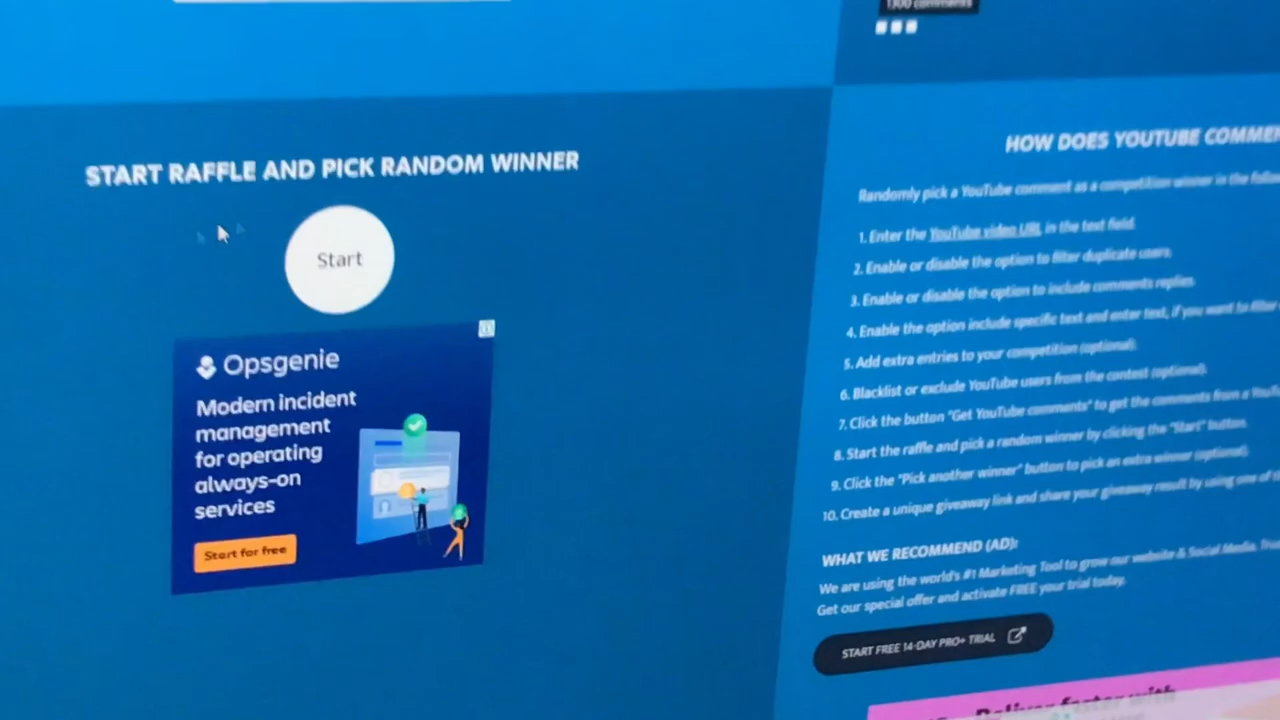 1300 comments
START RAFFLE AND PICK RANDOM WINNER
Start
Opsgenie
Modern incident
management
for operating
always-on
services
Start for free
HOW DOES YOUTUBE COMME
Randomly pick a YouTube comment as a competition winner in the
1. Enter the YouTube video URL in the text field.
2. Enable or disable the option to filter duplicate users.
3. Enable or disable the option to include comments replies.
4. Enable the option include specific text and enter text, if you want to filter
5. Add extra entries to your competition (optional).
6. Blacklist or exclude YouTube users from the contest (optional).
7. Click the button "Get YouTube comments" to get the comments from a
8. Start the raffle and pick a random winner by clicking the "Start" button.
9. Click the "Pick another winner" button to pick an extra winner (optional).
10. Create a unique giveaway link and share your giveaway result by using one of
WHAT WE RECOMMEND (AD):
We are using the world's #1 Marketing Tool to grow our website & Social Media.
Get our special offer and activate FREE your trial today.
START FREE 14-DAY PRO+ TRIAL
Deliver faster with